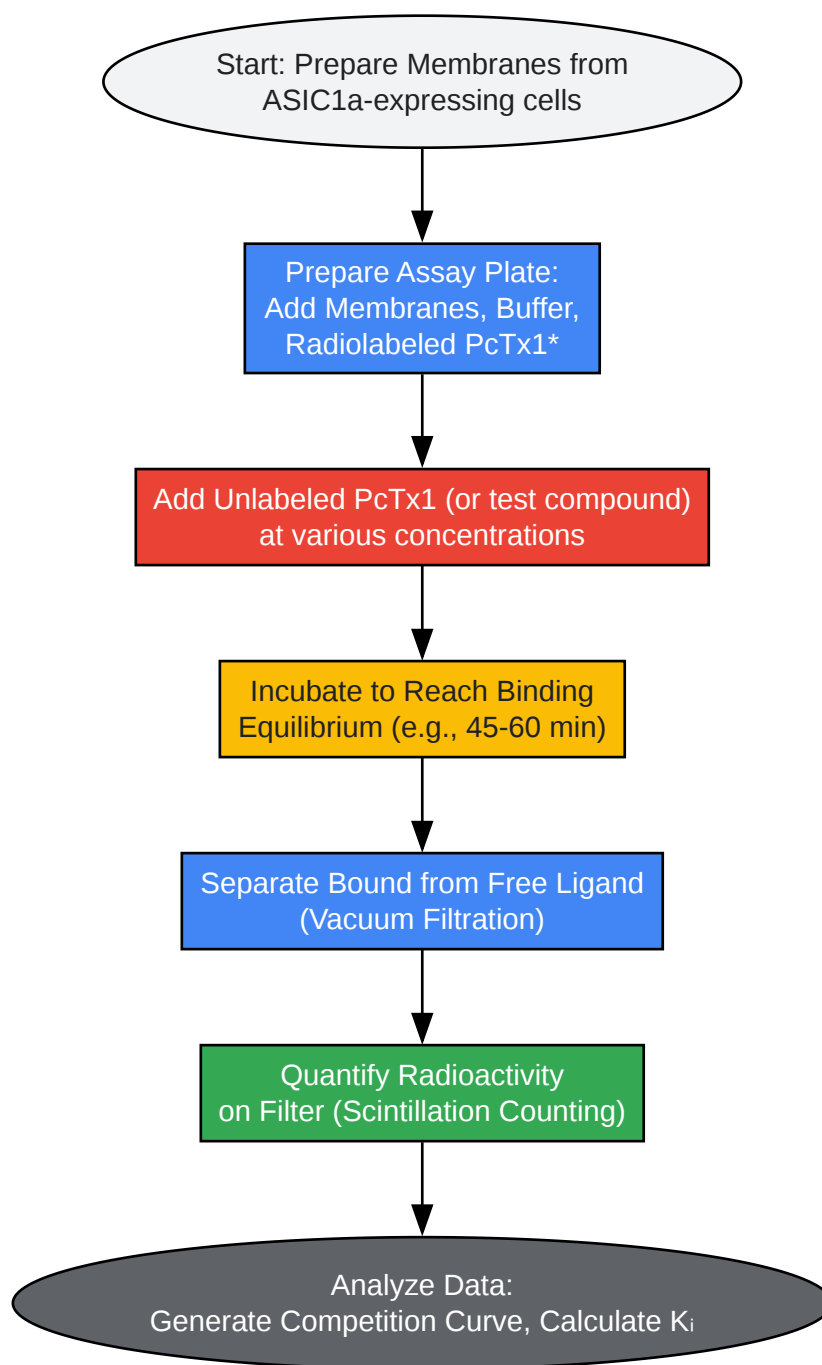 Start: Prepare Membranes from
ASIC1a-expressing cells
Prepare Assay Plate:
Add Membranes, Buffer,
Radiolabeled PcTx1*
Add Unlabeled PcTx1 (or test compound)
at various concentrations
Incubate to Reach Binding
Equilibrium (e.g., 45-60 min)
Separate Bound from Free Ligand
(Vacuum Filtration)
Quantify Radioactivity
on Filter (Scintillation Counting)
Analyze Data:
Generate Competition Curve, Calculate Kᵢ